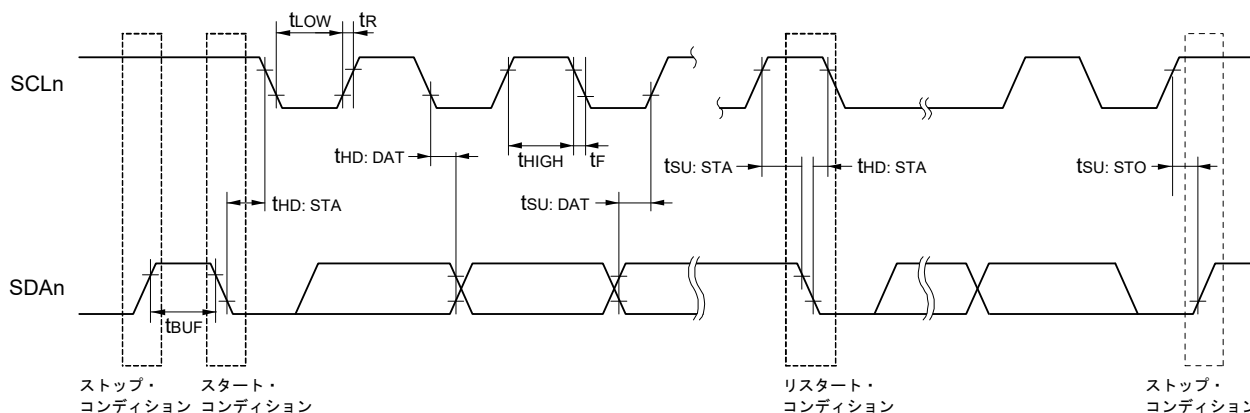 tLOW
tR
SCLn
tHD: DAT
tHIGH
tF
tSU: STA
tHD: STA
tSU: STO
tHD: STA
tSU: DAT
SDAn
tBUF
ストップ・
コンディション
スタート・
コンディション
リスタート・
コンディション
ストップ・
コンディション